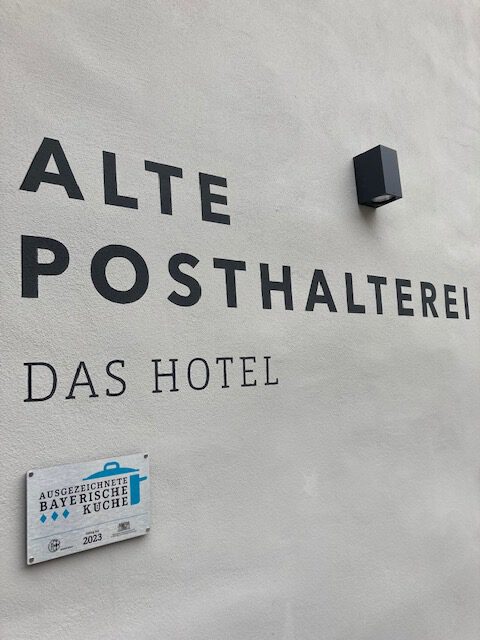 ALTE
POSTHALTEREI
DAS HOTEL
AUSGEZEICHNETE
BAYERISCHE
KÜCHE
2023